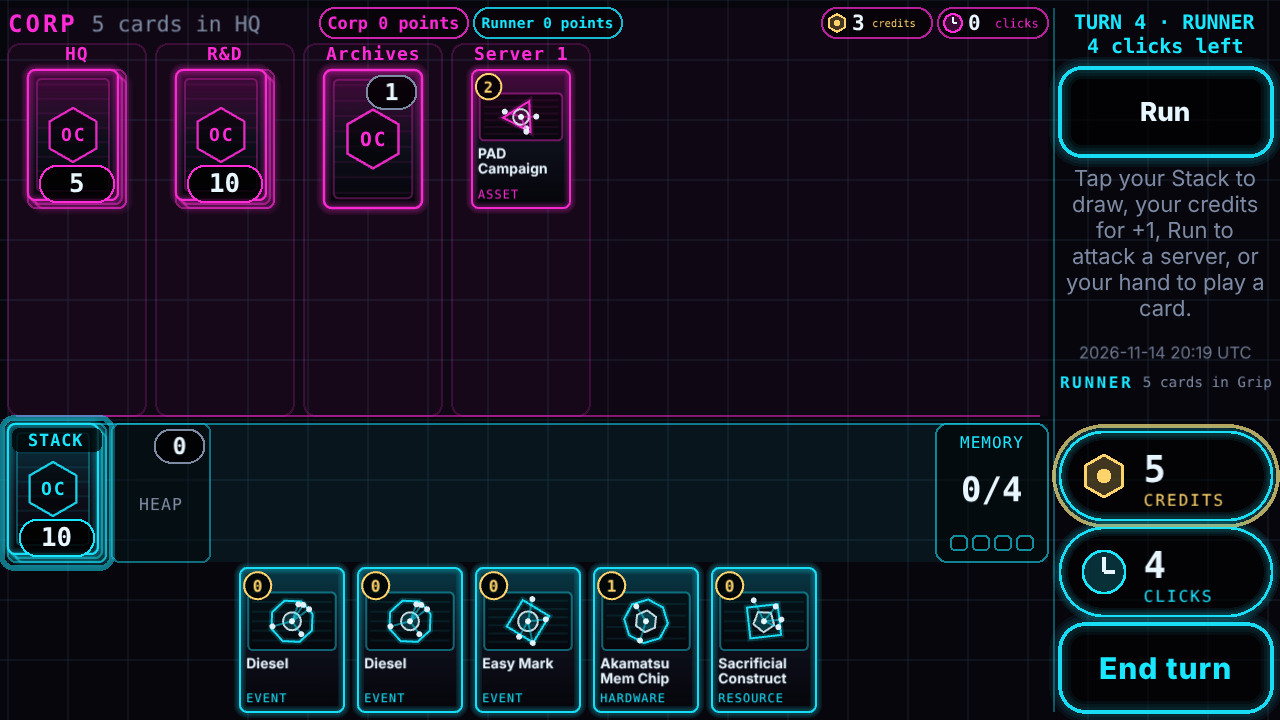 CORP 5 cards in HQ
Corp 0 points
Runner 0 points
3 credits
0 clicks
TURN 4 · RUNNER
4 clicks left
HQ
R&D
Archives
Server 1
OC
5
OC
10
1
OC
2
PAD
Campaign
ASSET
Run
Tap your Stack to
draw, your credits
for +1, Run to
attack a server, or
your hand to play a
card.
2026-11-14 20:19 UTC
RUNNER 5 cards in Grip
STACK
OC
10
0
HEAP
MEMORY
0/4
5
CREDITS
4
CLICKS
End turn
0
Diesel
EVENT
0
Diesel
EVENT
0
Easy Mark
EVENT
1
Akamatsu
Mem Chip
HARDWARE
0
Sacrificial
Construct
RESOURCE